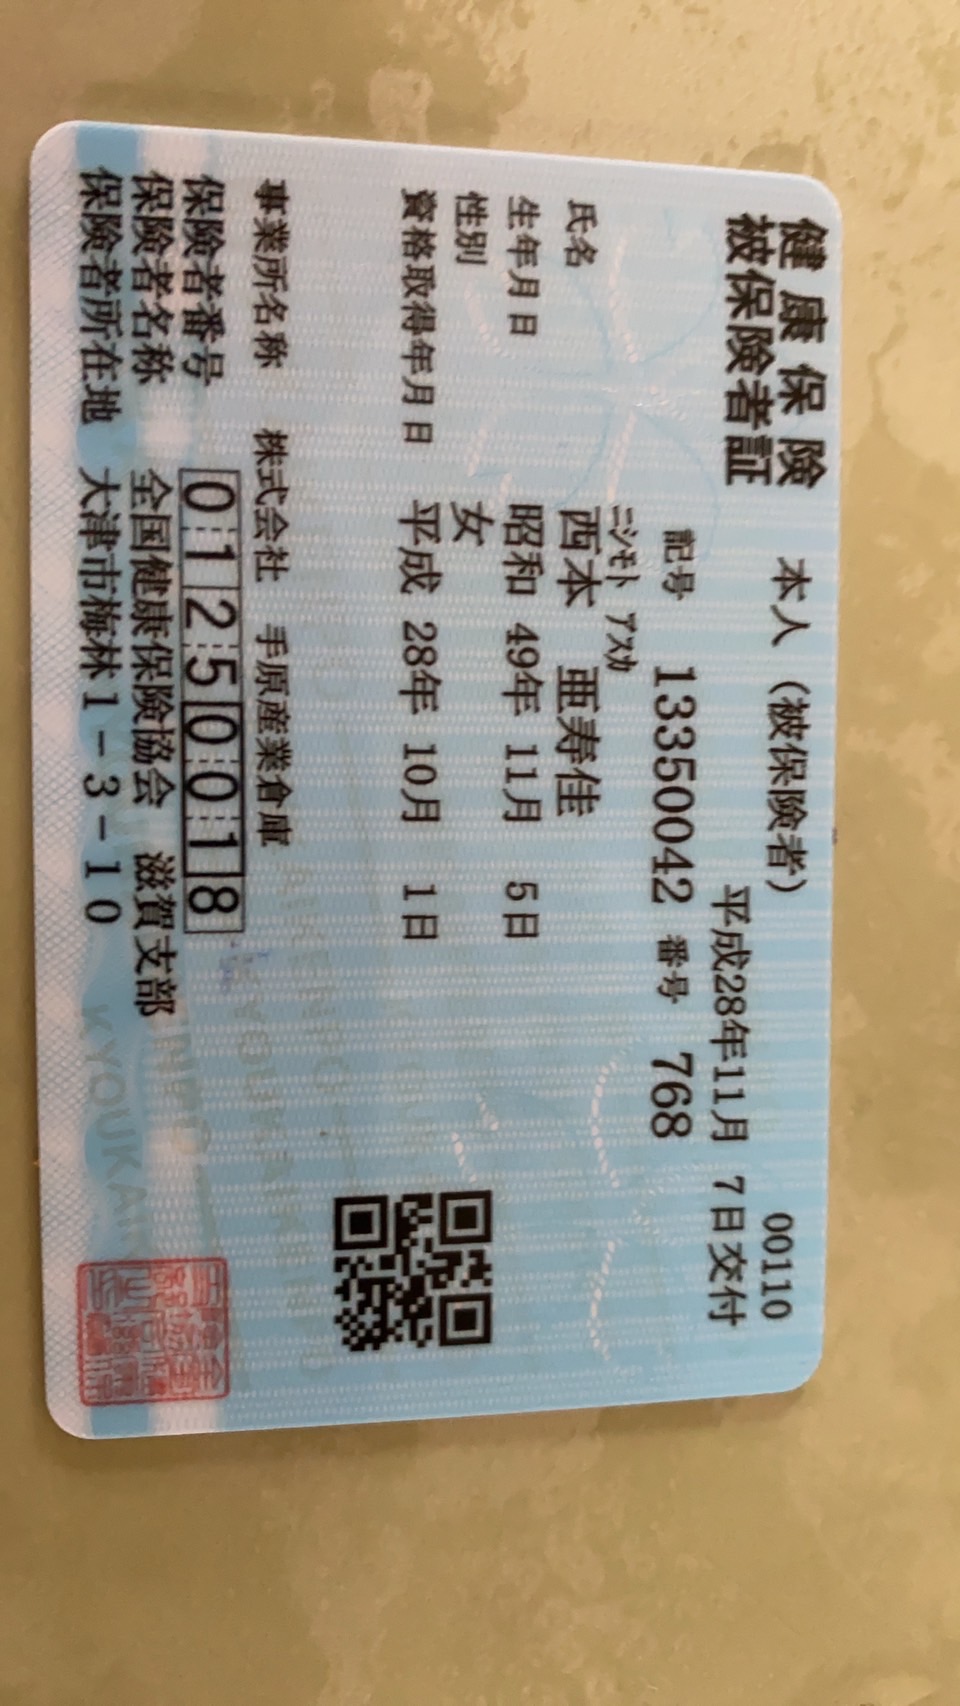 健康保険 本人（被保険者） 00110
被保険者証 平成28年11月 7日交付
記号 13350042 番号 768
ﾆｼﾓﾄ ｱｽｶ
氏名 西本 亜寿佳
生年月日 昭和 49年 11月 5日
性別 女
資格取得年月日 平成 28年 10月 1日
事業所名称 株式会社 手原産業倉庫
保険者番号 01250018
保険者名称 全国健康保険協会 滋賀支部
保険者所在地 大津市梅林1-3-10